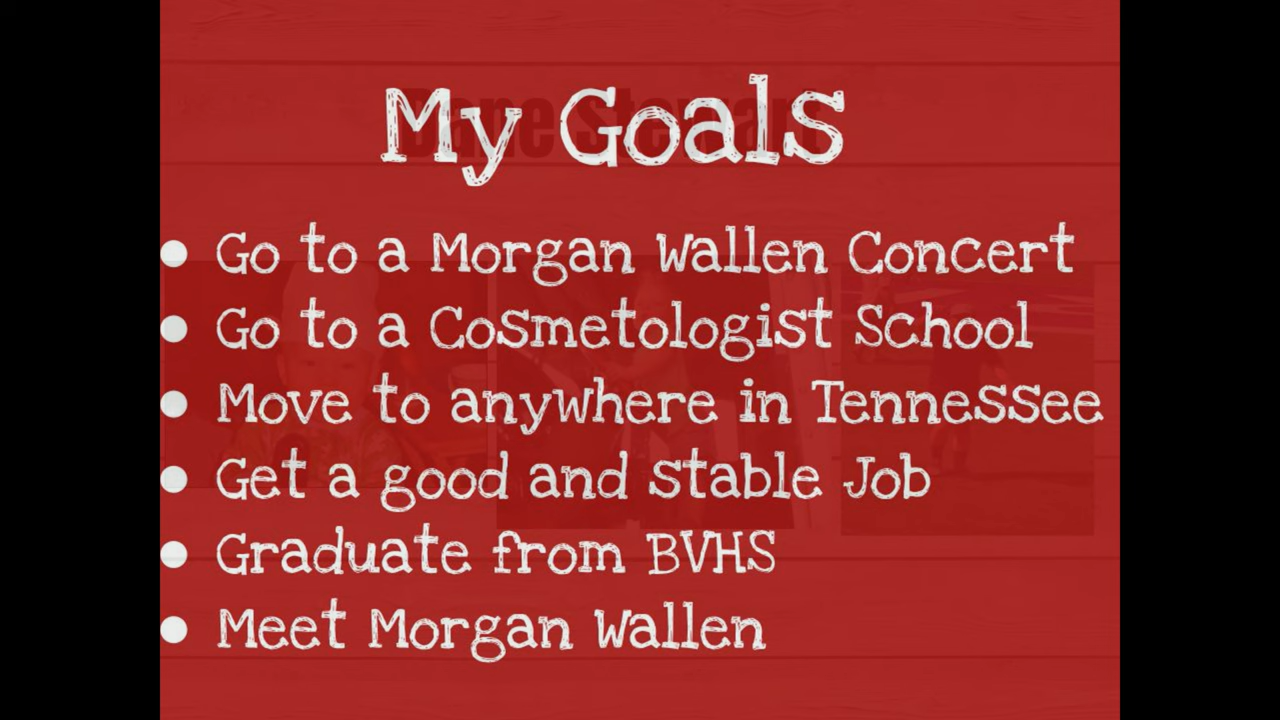 My Goals
Go to a Morgan Wallen Concert
Go to a Cosmetologist School
Move to anywhere in Tennessee
Get a good and stable Job
Graduate from BVHS
Meet Morgan Wallen